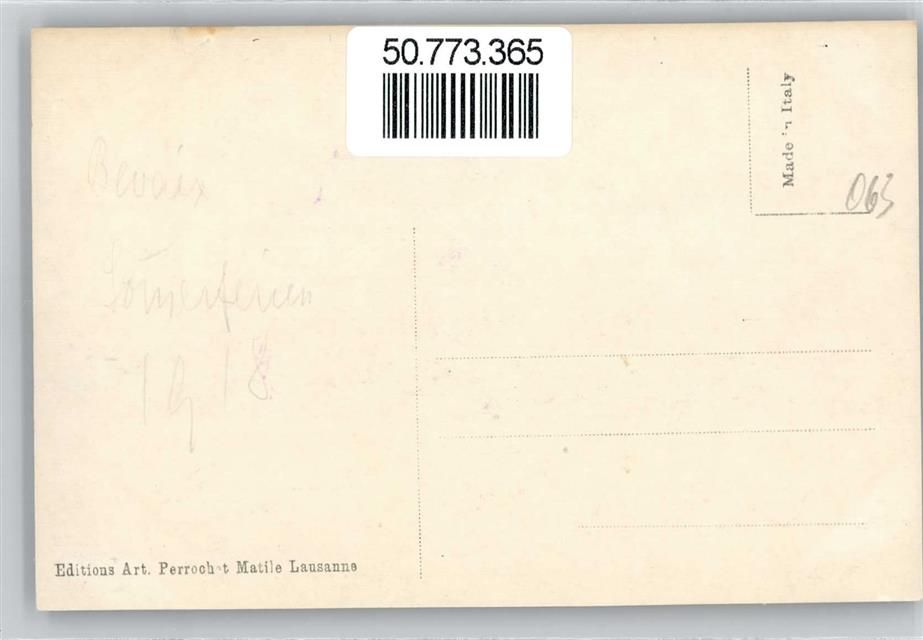 50.773.365
Made in Italy
063
Bevaix
Sommerferien
1918
Editions Art. Perrochet Matile Lausanne